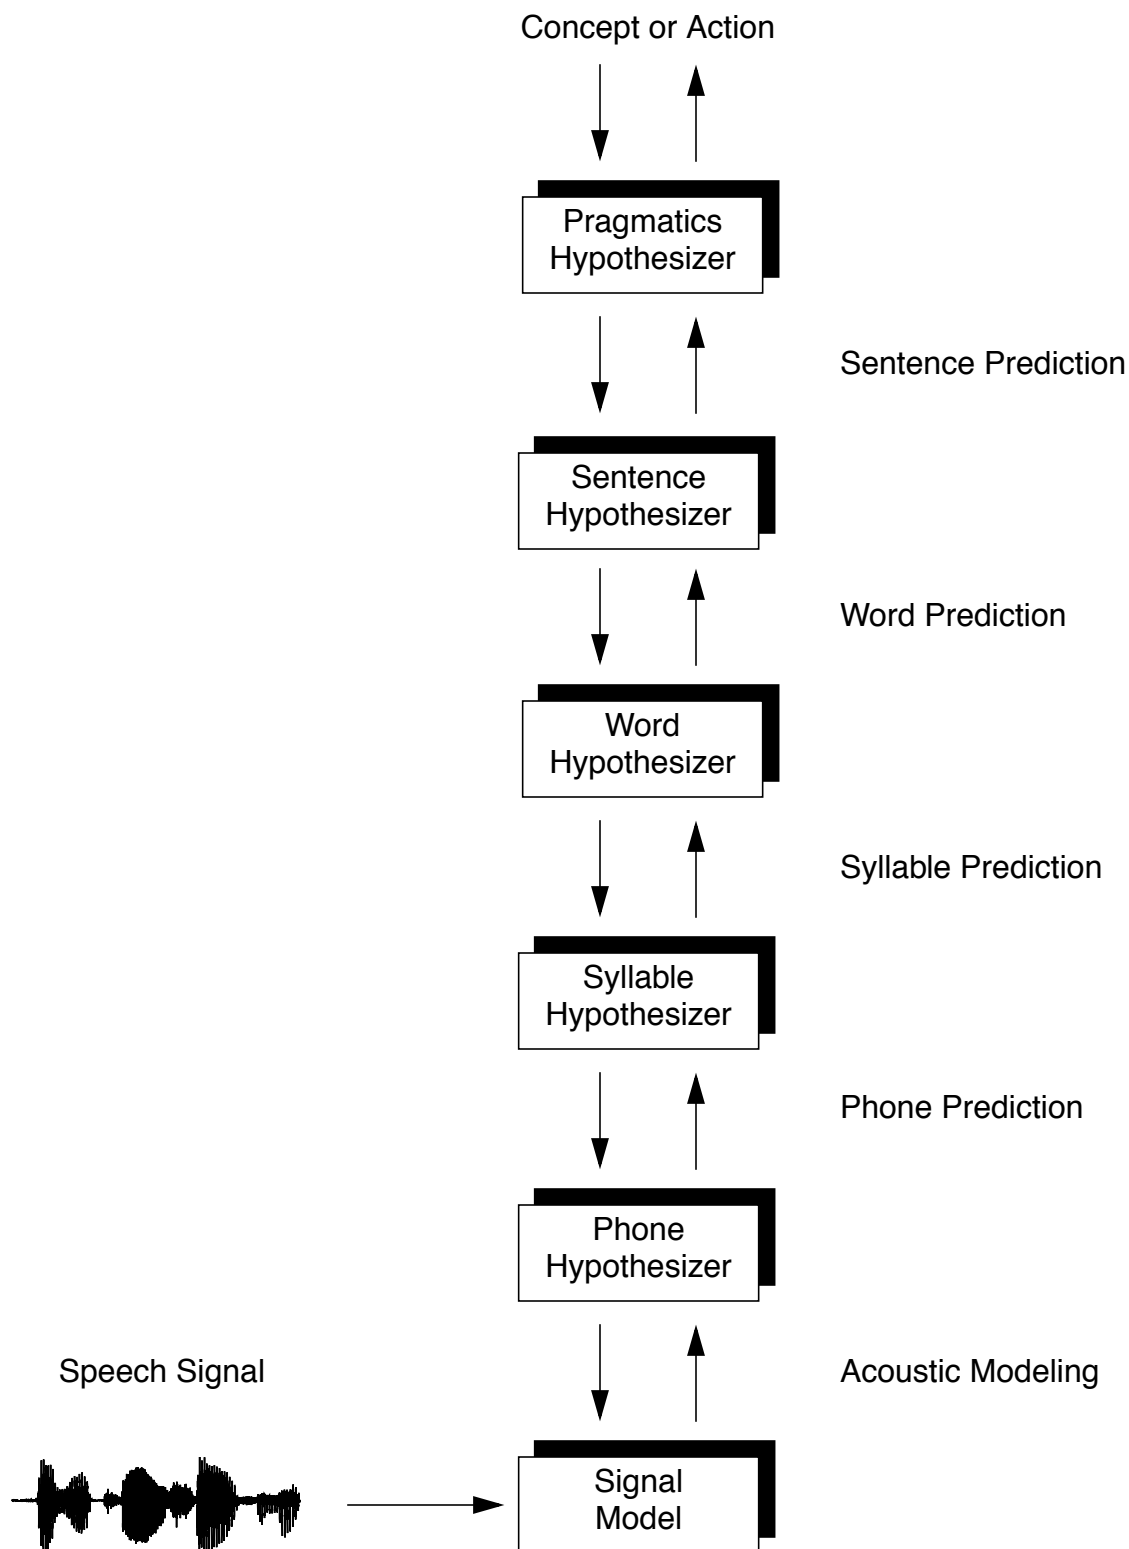 Concept or Action
Pragmatics
Hypothesizer
Sentence Prediction
Sentence
Hypothesizer
Word Prediction
Word
Hypothesizer
Syllable Prediction
Syllable
Hypothesizer
Phone Prediction
Phone
Hypothesizer
Speech Signal
Acoustic Modeling
Signal
Model